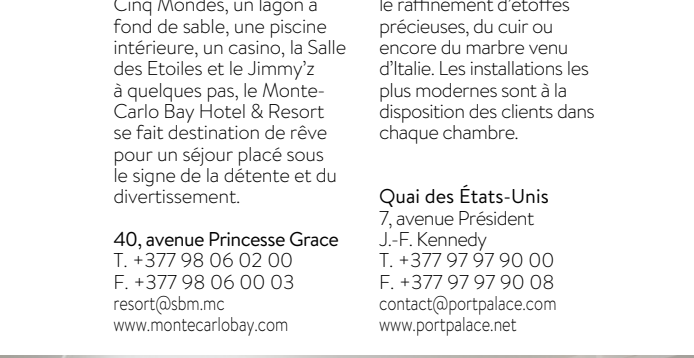 Cinq Mondes, un lagon à
fond de sable, une piscine
intérieure, un casino, la Salle
des Etoiles et le Jimmy’z
à quelques pas, le Monte-
Carlo Bay Hotel & Resort
se fait destination de rêve
pour un séjour placé sous
le signe de la détente et du
divertissement.
40, avenue Princesse Grace
T. +377 98 06 02 00
F. +377 98 06 00 03
resort@sbm.mc
www.montecarlobay.com
le raffinement d’étoffes
précieuses, du cuir ou
encore du marbre venu
d’Italie. Les installations les
plus modernes sont à la
disposition des clients dans
chaque chambre.
Quai des États-Unis
7, avenue Président
J.-F. Kennedy
T. +377 97 97 90 00
F. +377 97 97 90 08
contact@portpalace.com
www.portpalace.net